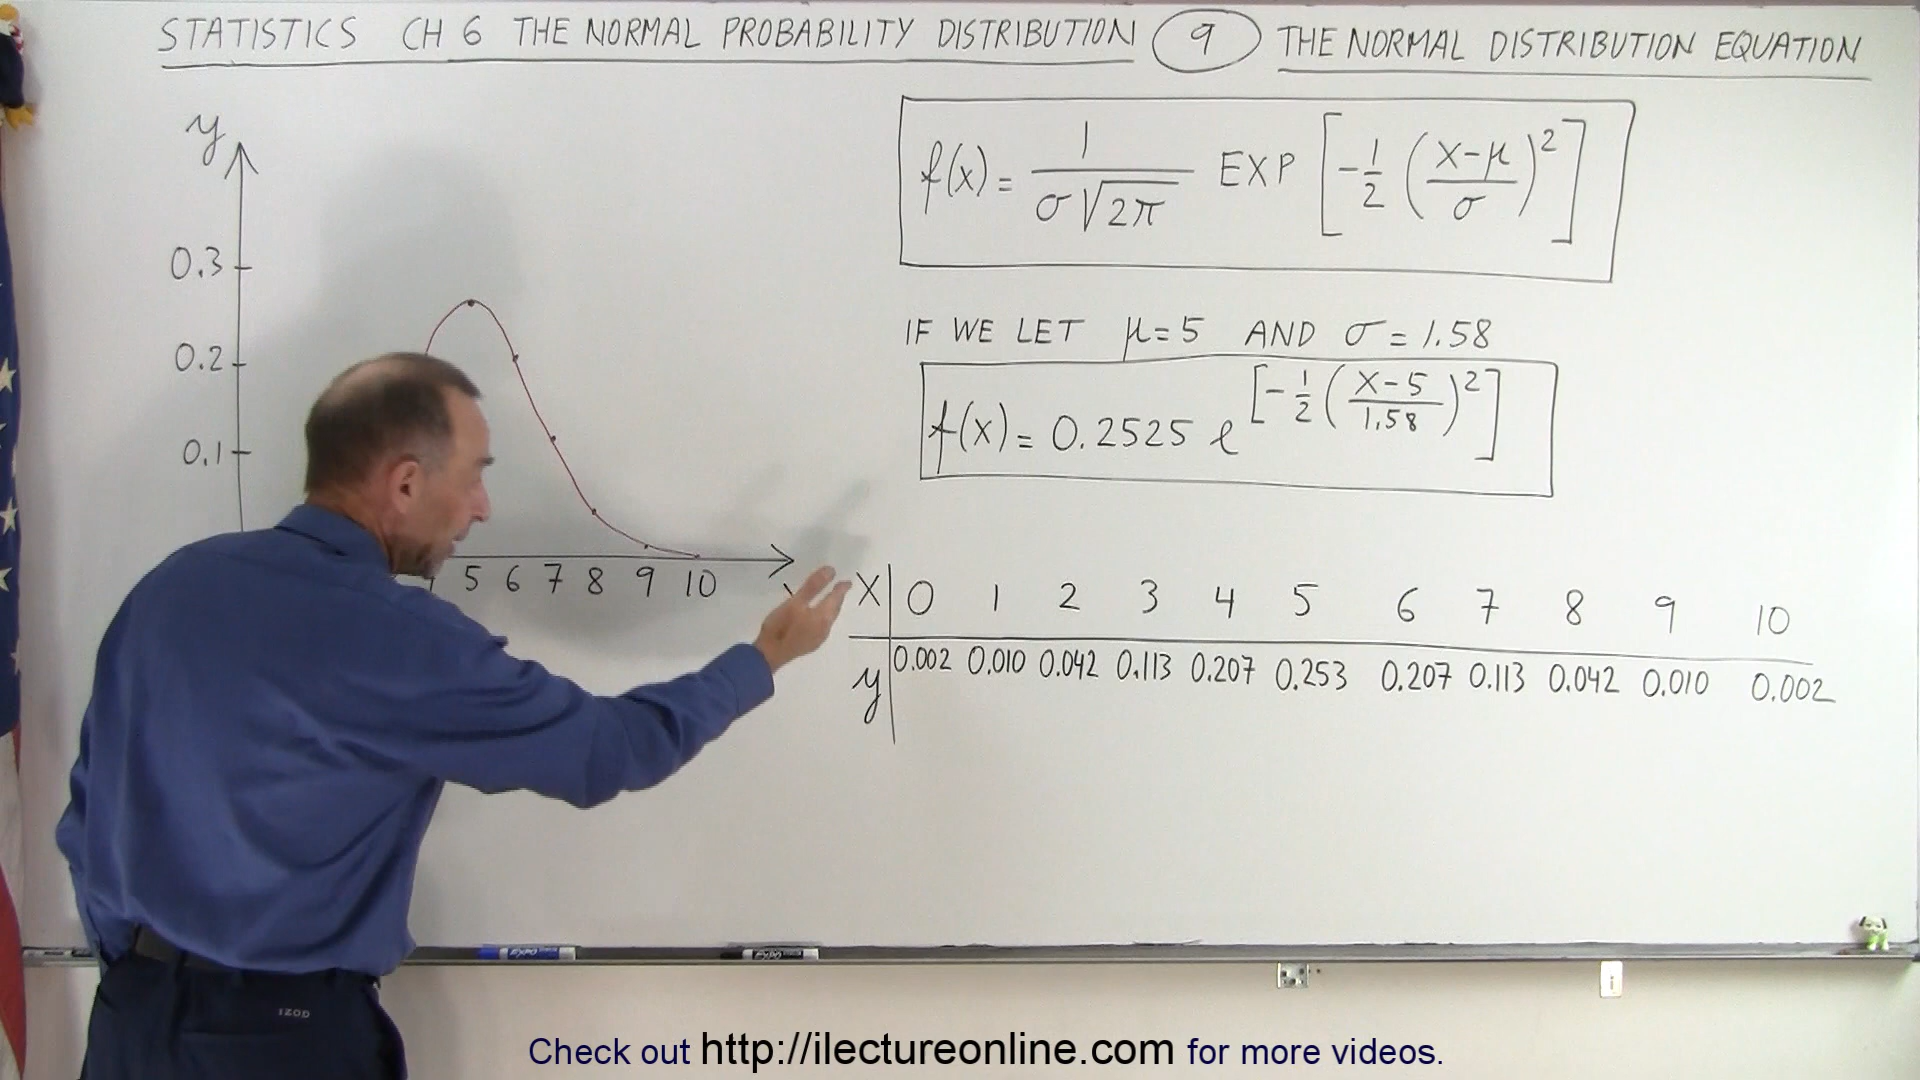 STATISTICS CH 6 THE NORMAL PROBABILITY DISTRIBUTION 9 THE NORMAL DISTRIBUTION EQUATION
y
0.3
0.2
0.1
4 5 6 7 8 9 10
f(x) = 1/(σ√2π) EXP [-1/2 ((x-μ)/σ)²]
IF WE LET μ=5 AND σ=1.58
f(x) = 0.2525 e^[-1/2 ((x-5)/1.58)²]
X 0 1 2 3 4 5 6 7 8 9 10
y 0.002 0.010 0.042 0.113 0.207 0.253 0.207 0.113 0.042 0.010 0.002
EXPO
EXPO
IZOD
Check out http://ilectureonline.com for more videos.